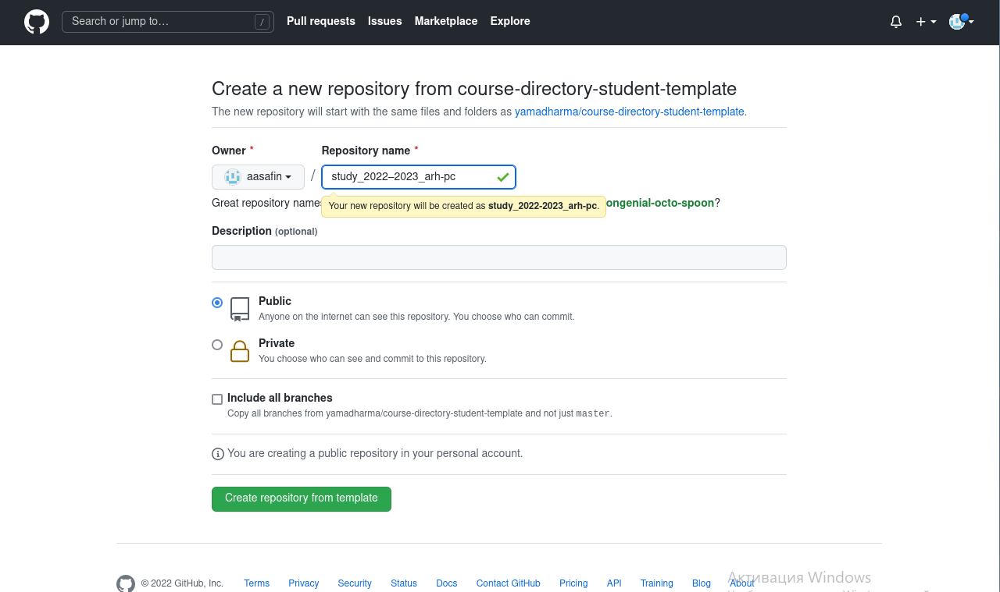 Search or jump to… /
Pull requests Issues Marketplace Explore
Create a new repository from course-directory-student-template
The new repository will start with the same files and folders as yamadharma/course-directory-student-template.
Owner * Repository name *
aasafin / study_2022–2023_arh-pc
Great repository names ongenial-octo-spoon?
Your new repository will be created as study_2022-2023_arh-pc.
Description (optional)
Public
Anyone on the internet can see this repository. You choose who can commit.
Private
You choose who can see and commit to this repository.
Include all branches
Copy all branches from yamadharma/course-directory-student-template and not just master.
You are creating a public repository in your personal account.
Create repository from template
© 2022 GitHub, Inc. Terms Privacy Security Status Docs Contact GitHub Pricing API Training Blog About
Активация Windows